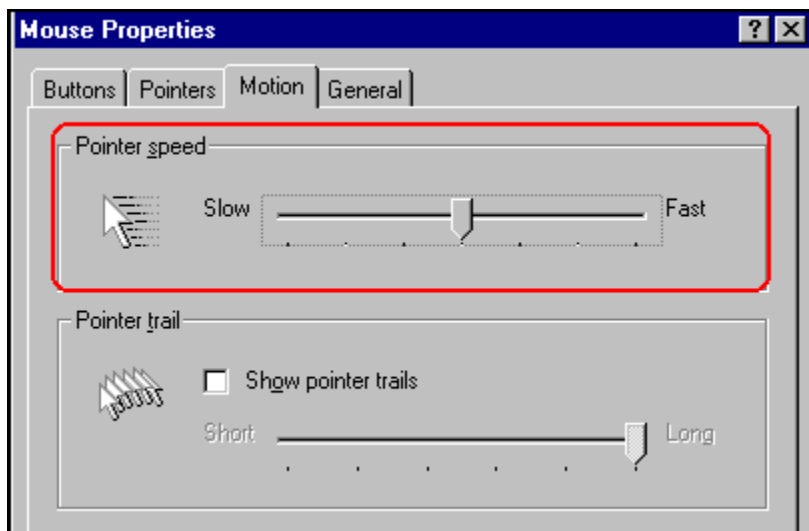 Mouse Properties
Buttons Pointers Motion General
Pointer speed
Slow Fast
Pointer trail
Show pointer trails
Short Long